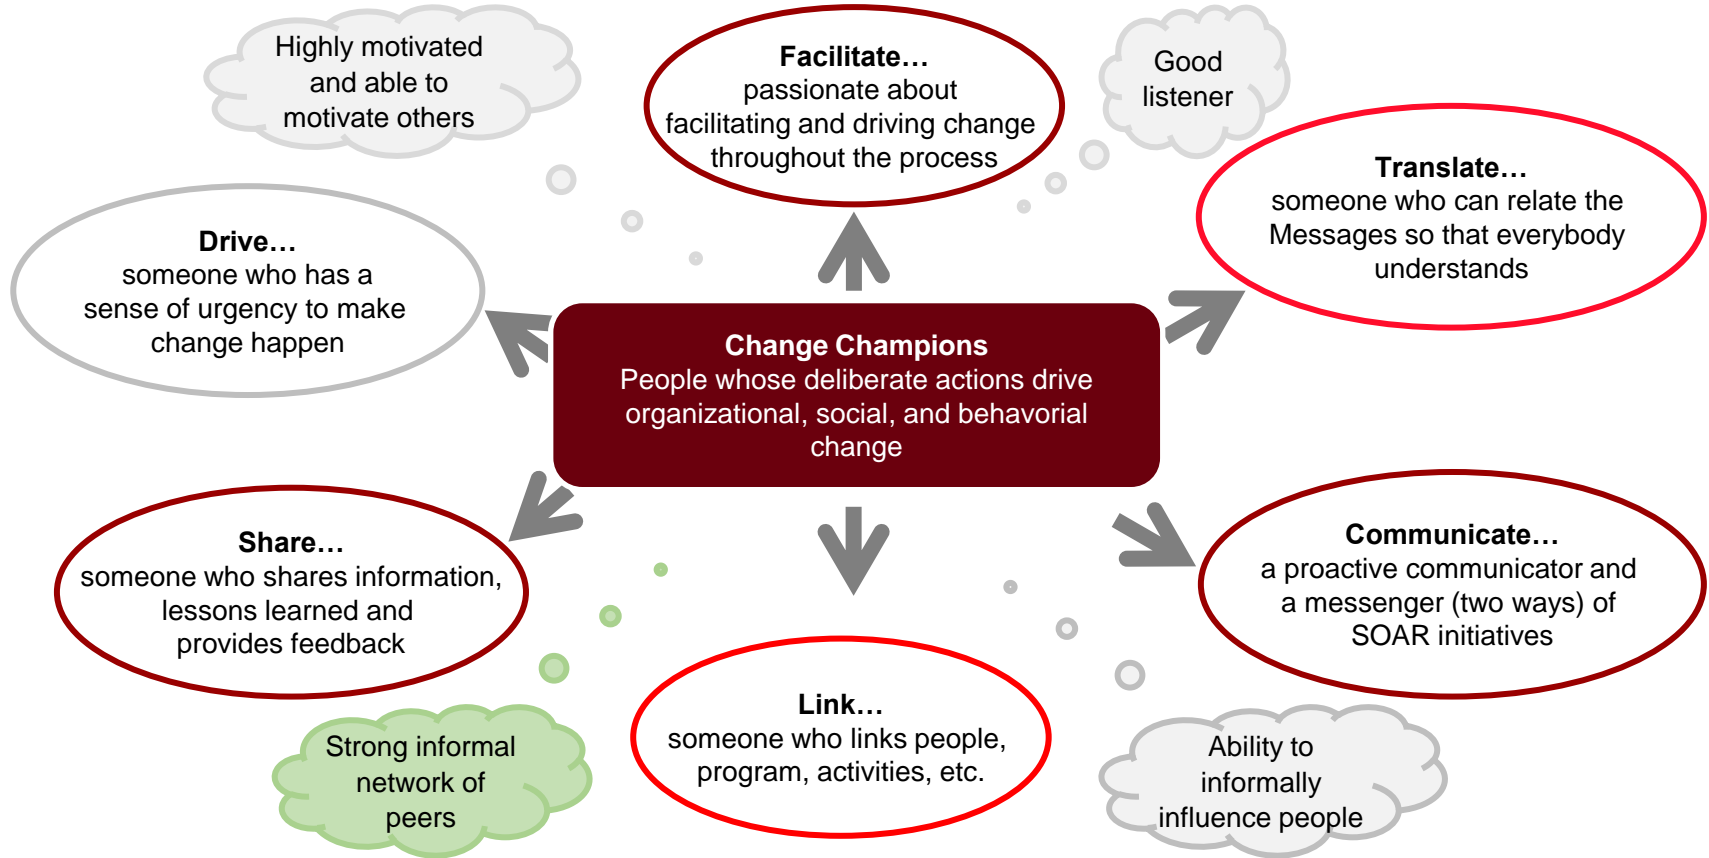 Highly motivated
and able to
motivate others
Facilitate…
passionate about
facilitating and driving change
throughout the process
Good
listener
Translate…
someone who can relate the
Messages so that everybody
understands
Drive…
someone who has a
sense of urgency to make
change happen
Change Champions
People whose deliberate actions drive
organizational, social, and behavorial
change
Share…
someone who shares information,
lessons learned and
provides feedback
Communicate…
a proactive communicator and
a messenger (two ways) of
SOAR initiatives
Strong informal
network of
peers
Link…
someone who links people,
program, activities, etc.
Ability to
informally
influence people